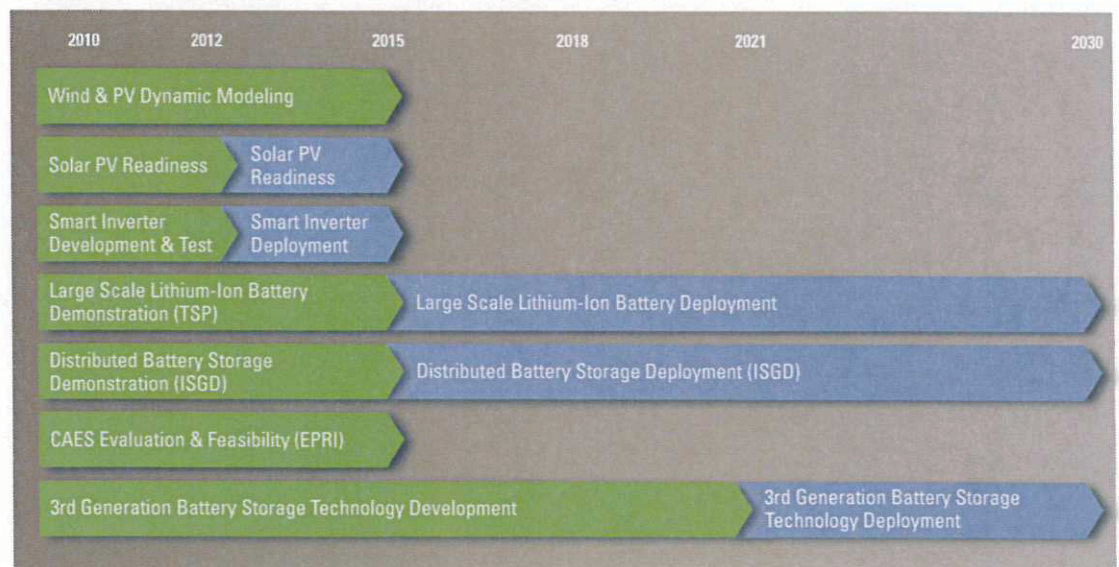 2010 2012 2015 2018 2021 2030
Wind & PV Dynamic Modeling
Solar PV Readiness
Solar PV
Readiness
Smart Inverter
Development & Test
Smart Inverter
Deployment
Large Scale Lithium-Ion Battery
Demonstration (TSP)
Large Scale Lithium-Ion Battery Deployment
Distributed Battery Storage
Demonstration (ISGD)
Distributed Battery Storage Deployment (ISGD)
CAES Evaluation & Feasibility (EPRI)
3rd Generation Battery Storage Technology Development
3rd Generation Battery Storage
Technology Deployment